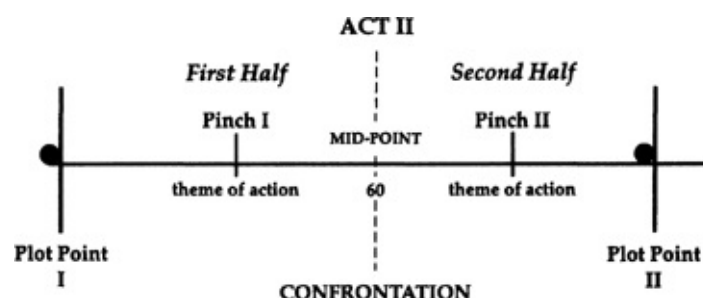 ACT II
First Half
Second Half
Pinch I
MID-POINT
Pinch II
theme of action
60
theme of action
Plot Point
I
Plot Point
II
CONFRONTATION